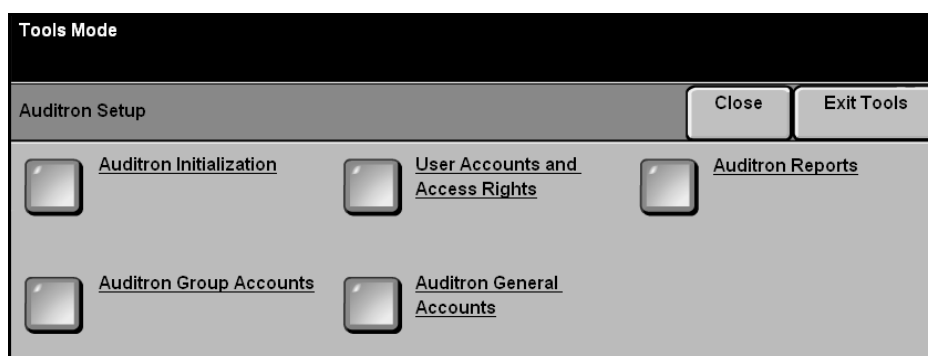 Tools Mode
Auditron Setup
Close
Exit Tools
Auditron Initialization
User Accounts and
Access Rights
Auditron Reports
Auditron Group Accounts
Auditron General
Accounts